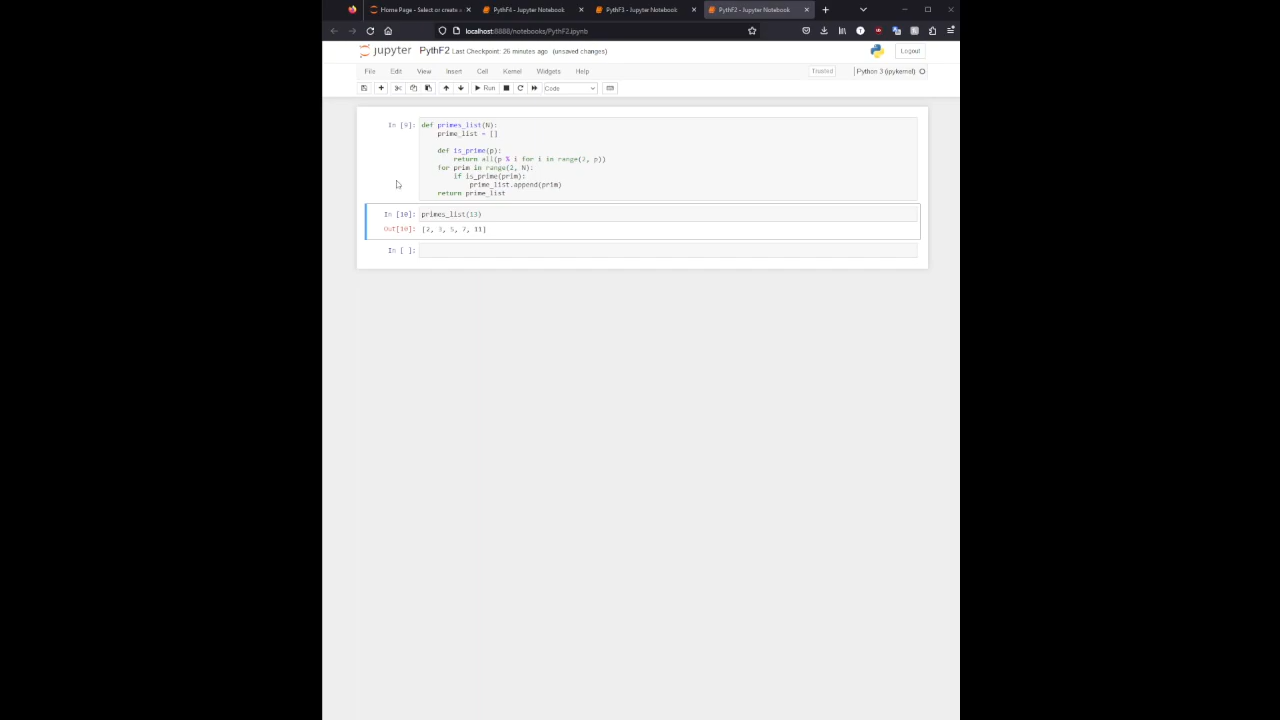 Home Page - Select or create a
PythF4 - Jupyter Notebook
PythF3 - Jupyter Notebook
PythF2 - Jupyter Notebook
localhost:8888/notebooks/PythF2.ipynb
jupyter PythF2 Last Checkpoint: 26 minutes ago (unsaved changes)
Logout
File Edit View Insert Cell Kernel Widgets Help
Trusted
Python 3 (ipykernel)
Run
Code
In [9]: def primes_list(N):
prime_list = []
def is_prime(p):
return all(p % i for i in range(2, p))
for prim in range(2, N):
if is_prime(prim):
prime_list.append(prim)
return prime_list
In [10]: primes_list(13)
Out[10]: [2, 3, 5, 7, 11]
In [ ]: